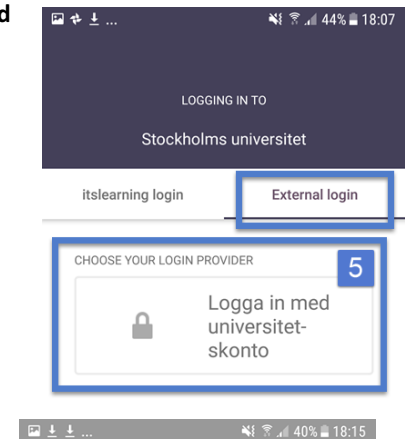 d
... 44% 18:07
LOGGING IN TO
Stockholms universitet
itslearning login External login
CHOOSE YOUR LOGIN PROVIDER
5
Logga in med
universitet-
skonto
... 40% 18:15